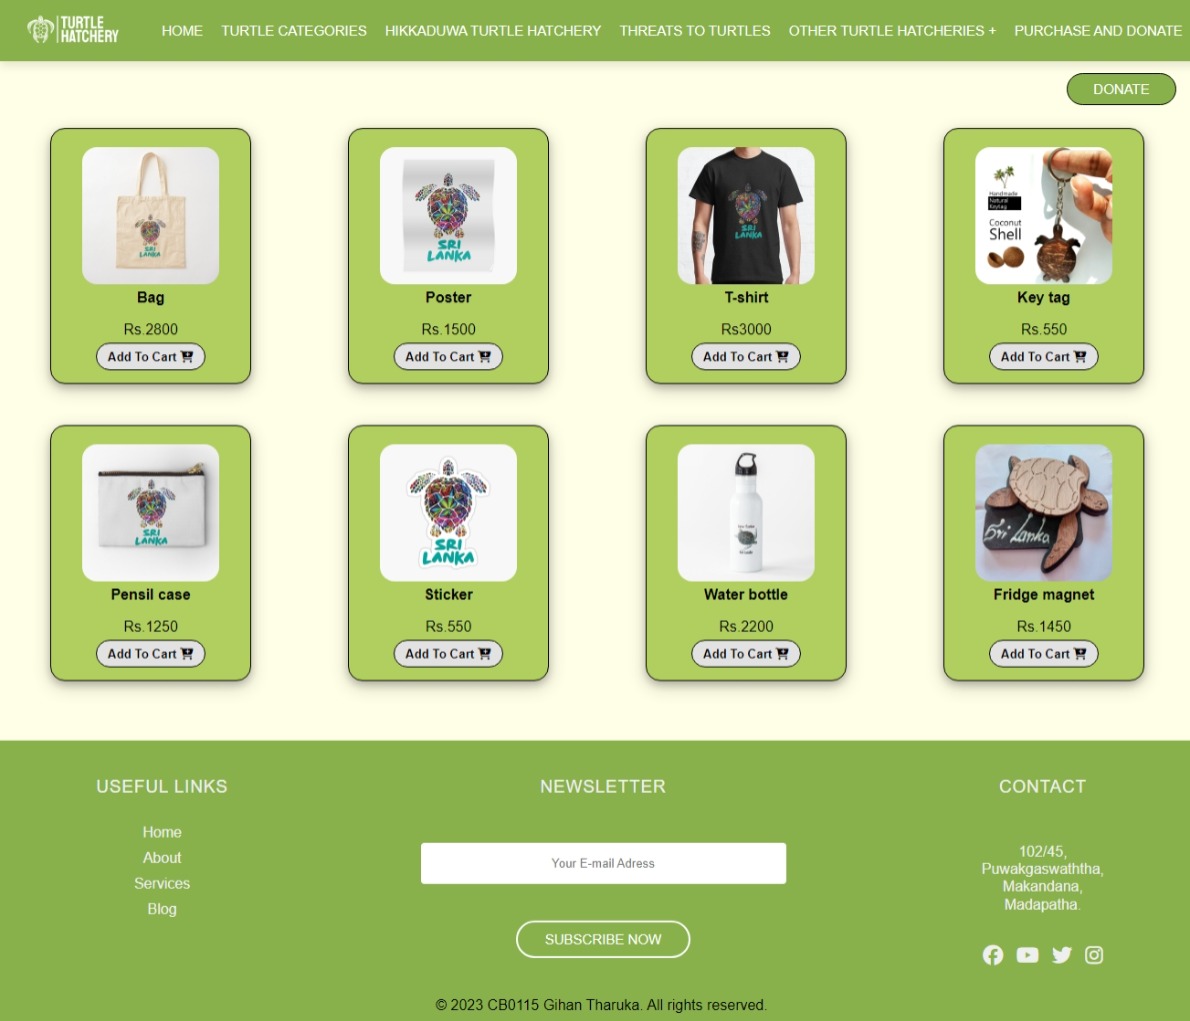 TURTLE
HATCHERY
HOME TURTLE CATEGORIES HIKKADUWA TURTLE HATCHERY THREATS TO TURTLES OTHER TURTLE HATCHERIES + PURCHASE AND DONATE
DONATE
SRI
LANKA
Bag
Rs.2800
Add To Cart
SRI
LANKA
Poster
Rs.1500
Add To Cart
SRI
LANKA
T-shirt
Rs3000
Add To Cart
Handmade
Natural
Keytag
Coconut
Shell
Key tag
Rs.550
Add To Cart
SRI
LANKA
Pensil case
Rs.1250
Add To Cart
SRI
LANKA
Sticker
Rs.550
Add To Cart
Water bottle
Rs.2200
Add To Cart
Sri Lanka
Fridge magnet
Rs.1450
Add To Cart
USEFUL LINKS
Home
About
Services
Blog
NEWSLETTER
Your E-mail Adress
SUBSCRIBE NOW
CONTACT
102/45,
Puwakgaswaththa,
Makandana,
Madapatha.
© 2023 CB0115 Gihan Tharuka. All rights reserved.